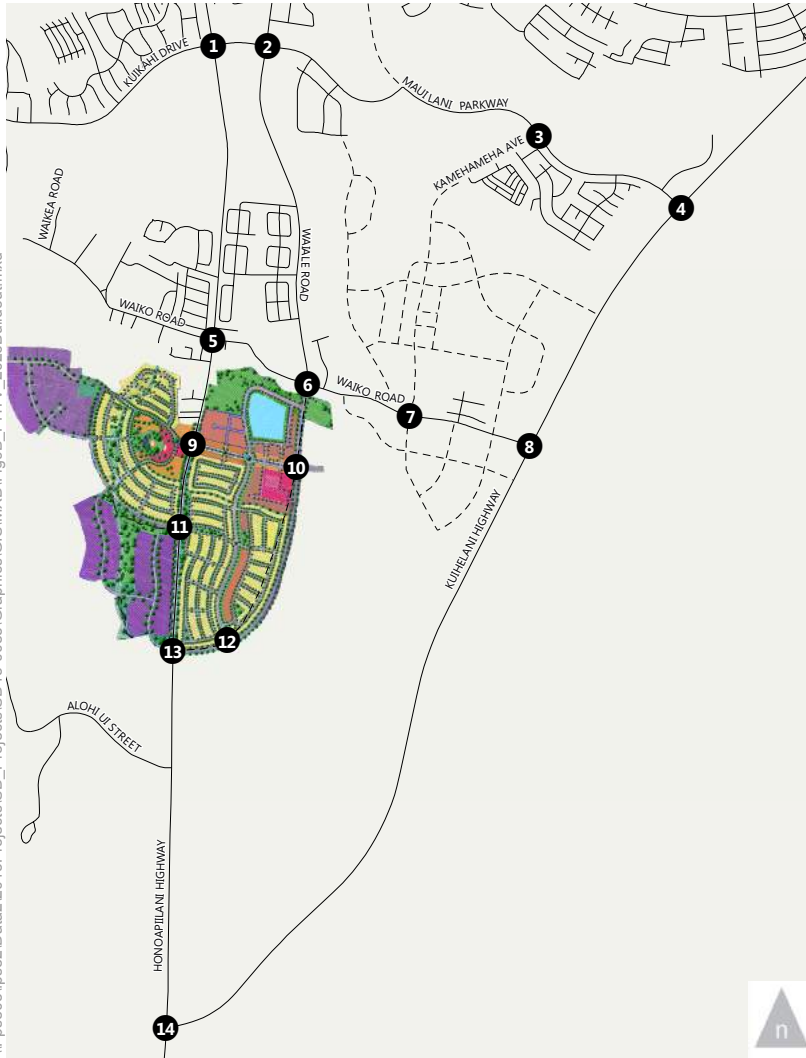 1
2
KUIKAHI DRIVE
MAUI LANI PARKWAY
3
KAMEHAMEHA AVE
4
WAIKEA ROAD
WAIALE ROAD
WAIKO ROAD
5
6
WAIKO ROAD
7
8
9
10
KUIHELANI HIGHWAY
11
12
13
ALOHI UI STREET
HONOAPIILANI HIGHWAY
14
n